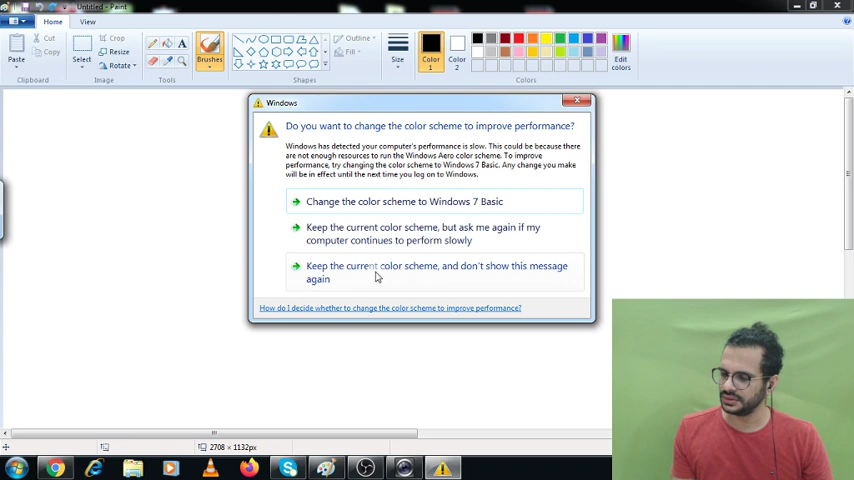 Untitled - Paint
Home
View
Cut
Copy
Paste
Clipboard
Crop
Resize
Rotate
Select
Image
Tools
Brushes
Outline
Fill
Shapes
Size
Color
1
Color
2
Edit
colors
Colors
Windows
Do you want to change the color scheme to improve performance?
Windows has detected your computer's performance is slow. This could be because there
are not enough resources to run the Windows Aero color scheme. To improve
performance, try changing the color scheme to Windows 7 Basic. Any change you make
will be in effect until the next time you log on to Windows.
Change the color scheme to Windows 7 Basic
Keep the current color scheme, but ask me again if my
computer continues to perform slowly
Keep the current color scheme, and don't show this message
again
How do I decide whether to change the color scheme to improve performance?
2708 × 1132px